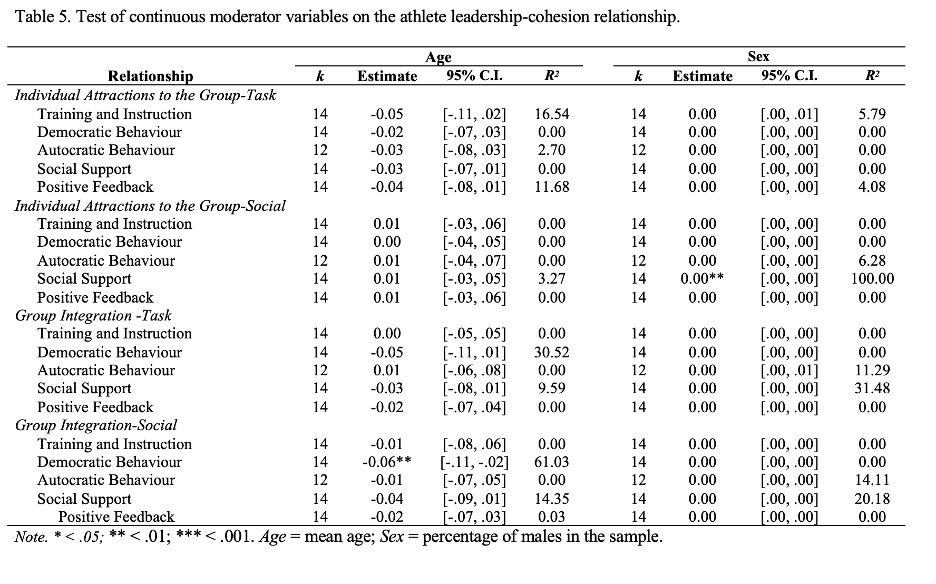 Table 5. Test of continuous moderator variables on the athlete leadership-cohesion relationship.
Age Sex
Relationship k Estimate 95% C.I. R² k Estimate 95% C.I. R²
Individual Attractions to the Group-Task
Training and Instruction 14 -0.05 [-.11, .02] 16.54 14 0.00 [.00, .01] 5.79
Democratic Behaviour 14 -0.02 [-.07, .03] 0.00 14 0.00 [.00, .00] 0.00
Autocratic Behaviour 12 -0.03 [-.08, .03] 2.70 12 0.00 [.00, .00] 0.00
Social Support 14 -0.03 [-.07, .01] 0.00 14 0.00 [.00, .00] 0.00
Positive Feedback 14 -0.04 [-.08, .01] 11.68 14 0.00 [.00, .00] 4.08
Individual Attractions to the Group-Social
Training and Instruction 14 0.01 [-.03, .06] 0.00 14 0.00 [.00, .00] 0.00
Democratic Behaviour 14 0.00 [-.04, .05] 0.00 14 0.00 [.00, .00] 0.00
Autocratic Behaviour 12 0.01 [-.04, .07] 0.00 12 0.00 [.00, .00] 6.28
Social Support 14 0.01 [-.03, .05] 3.27 14 0.00** [.00, .00] 100.00
Positive Feedback 14 0.01 [-.03, .06] 0.00 14 0.00 [.00, .00] 0.00
Group Integration -Task
Training and Instruction 14 0.00 [-.05, .05] 0.00 14 0.00 [.00, .00] 0.00
Democratic Behaviour 14 -0.05 [-.11, .01] 30.52 14 0.00 [.00, .00] 0.00
Autocratic Behaviour 12 0.01 [-.06, .08] 0.00 12 0.00 [.00, .01] 11.29
Social Support 14 -0.03 [-.08, .01] 9.59 14 0.00 [.00, .00] 31.48
Positive Feedback 14 -0.02 [-.07, .04] 0.00 14 0.00 [.00, .00] 0.00
Group Integration-Social
Training and Instruction 14 -0.01 [-.08, .06] 0.00 14 0.00 [.00, .00] 0.00
Democratic Behaviour 14 -0.06** [-.11, -.02] 61.03 14 0.00 [.00, .00] 0.00
Autocratic Behaviour 12 -0.01 [-.07, .05] 0.00 12 0.00 [.00, .00] 14.11
Social Support 14 -0.04 [-.09, .01] 14.35 14 0.00 [.00, .00] 20.18
Positive Feedback 14 -0.02 [-.07, .03] 0.03 14 0.00 [.00, .00] 0.00
Note. * < .05; ** < .01; *** < .001. Age = mean age; Sex = percentage of males in the sample.